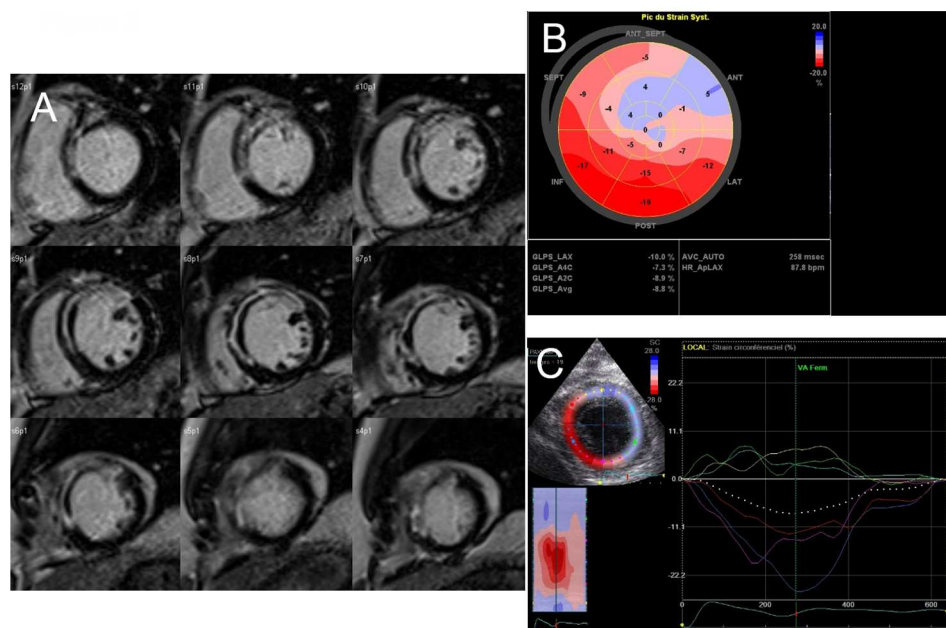 A
s12p1
s11p1
s10p1
s9p1
s8p1
s7p1
s6p1
s5p1
s4p1
B
Pic du Strain Syst.
ANT_SEPT
SEPT
ANT
INF
LAT
POST
20.0
-20.0
%
-5
-9
4
5
-1
-4
4
0
0
-11
-5
0
-7
-12
-17
-15
-19
GLPS_LAX -10.0 % AVC_AUTO 258 msec
GLPS_A4C -7.3 % HR_ApLAX 87.8 bpm
GLPS_A2C -8.9 %
GLPS_Avg -8.8 %
C
SC
28.0
28.0
%
LOCAL: Strain circonférenciel (%)
VA Ferm
22.2
11.1
0.0
-11.1
-22.2
0
200
400
600